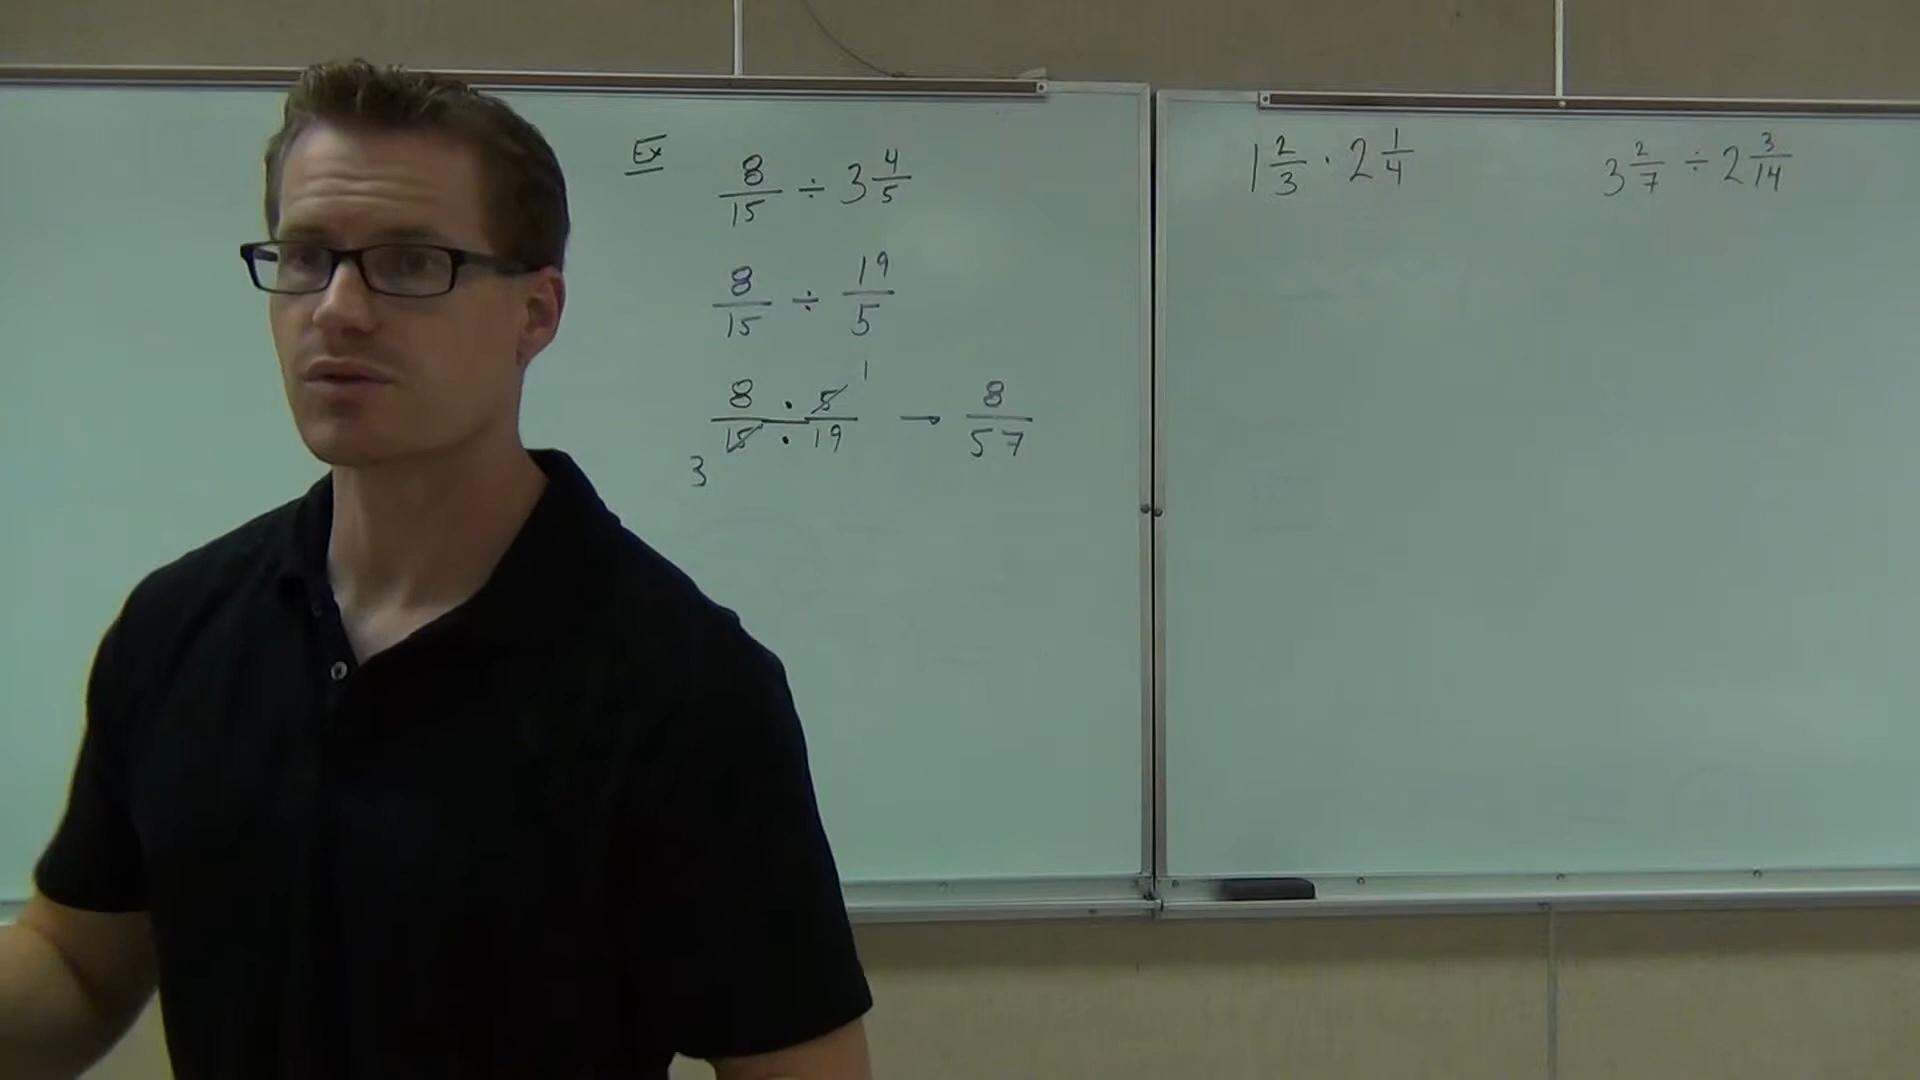 Ex
8/15 ÷ 3 4/5
8/15 ÷ 19/5
8 · 5 1
15 · 19 → 8/57
3
1 2/3 · 2 1/4
3 2/7 ÷ 2 3/14